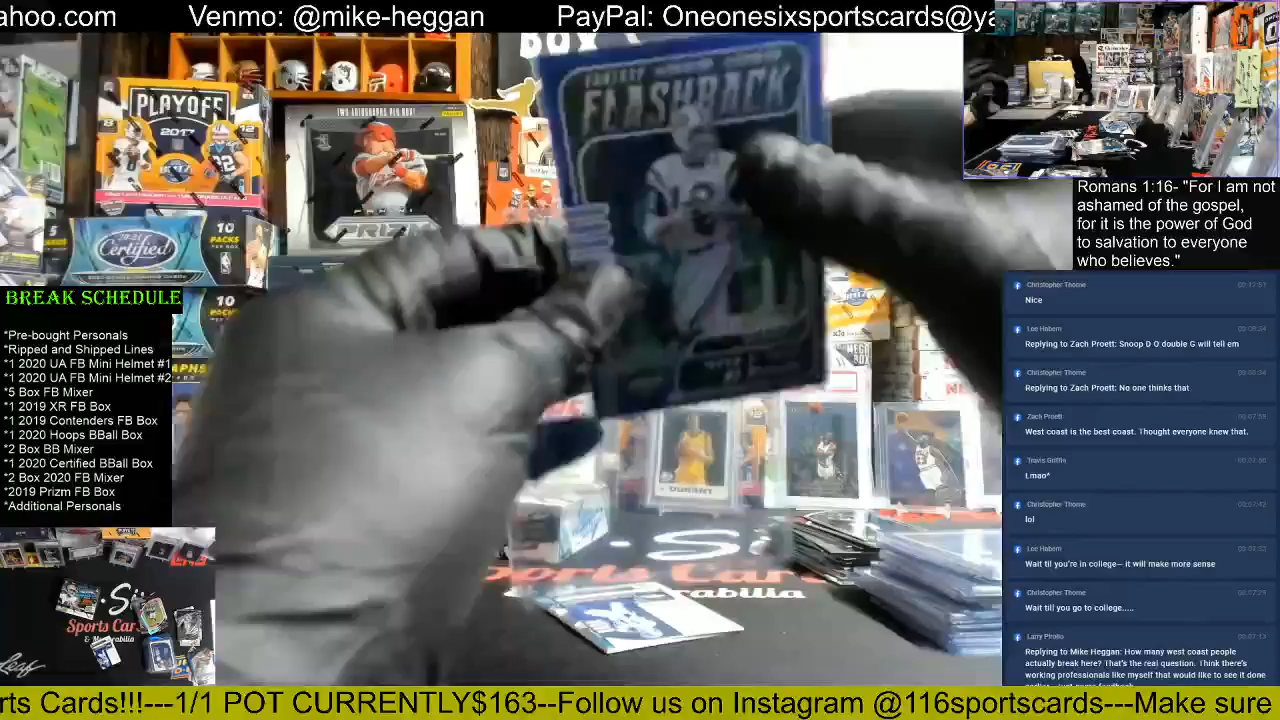 ahoo.com Venmo: @mike-heggan PayPal: Oneonesixsportscards@ya
Romans 1:16- "For I am not
ashamed of the gospel,
for it is the power of God
to salvation to everyone
who believes."
PLAYOFF
2017
TWO AUTOGRAPHS PER BOX!
PRIZM
Certified
10
PACKS
10
FLASHBACK
BREAK SCHEDULE
*Pre-bought Personals
*Ripped and Shipped Lines
*1 2020 UA FB Mini Helmet #1
*1 2020 UA FB Mini Helmet #2
*5 Box FB Mixer
*1 2019 XR FB Box
*1 2019 Contenders FB Box
*1 2020 Hoops BBall Box
*2 Box BB Mixer
*1 2020 Certified BBall Box
*2 Box 2020 FB Mixer
*2019 Prizm FB Box
*Additional Personals
Christopher Thorne
Nice
Lee Habern
Replying to Zach Proett: Snoop D O double G will tell em
Christopher Thorne
Replying to Zach Proett: No one thinks that
Zach Proett
West coast is the best coast. Thought everyone knew that.
Travis Griffin
Lmao*
Christopher Thorne
lol
Lee Habern
Wait til you're in college— it will make more sense
Christopher Thorne
Wait till you go to college.....
Replying to Mike Heggan: How many west coast people
actually break here? That's the real question. Think there's
working professionals like myself that would like to see it done
DURANT
Sports Cards
& Memorabilia
Leaf
rts Cards!!!---1/1 POT CURRENTLY$163--Follow us on Instagram @116sportscards---Make sure